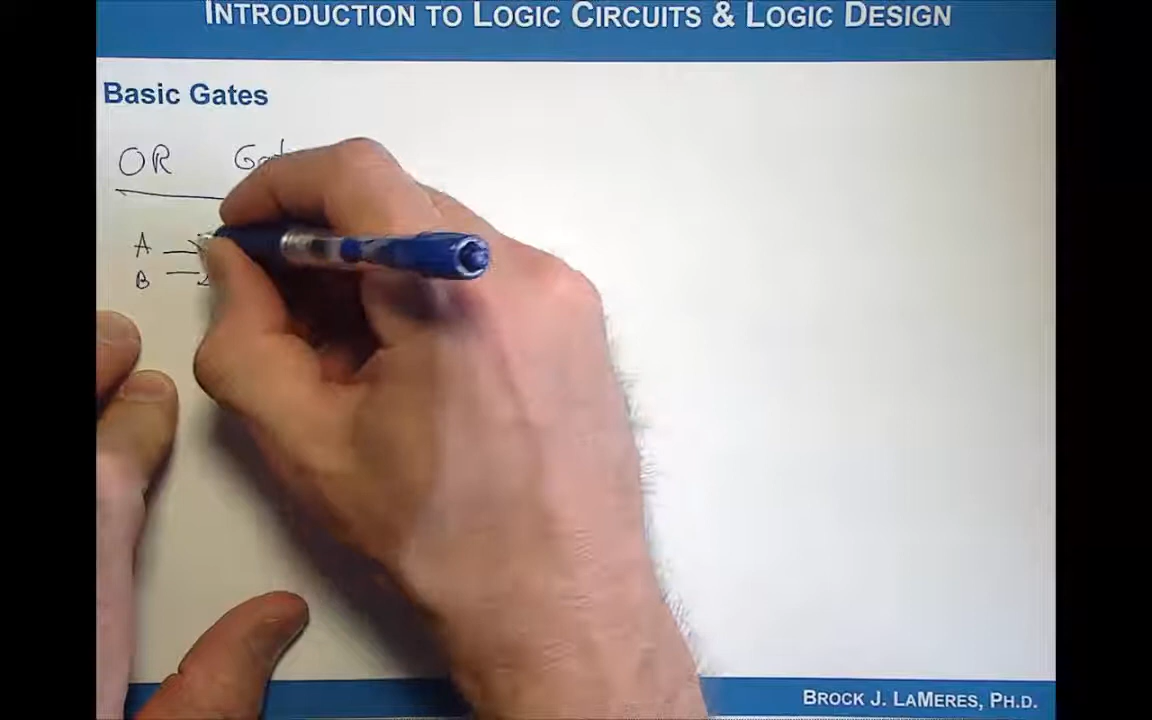 INTRODUCTION TO LOGIC CIRCUITS & LOGIC DESIGN
Basic Gates
OR
A
B
BROCK J. LAMERES, PH.D.